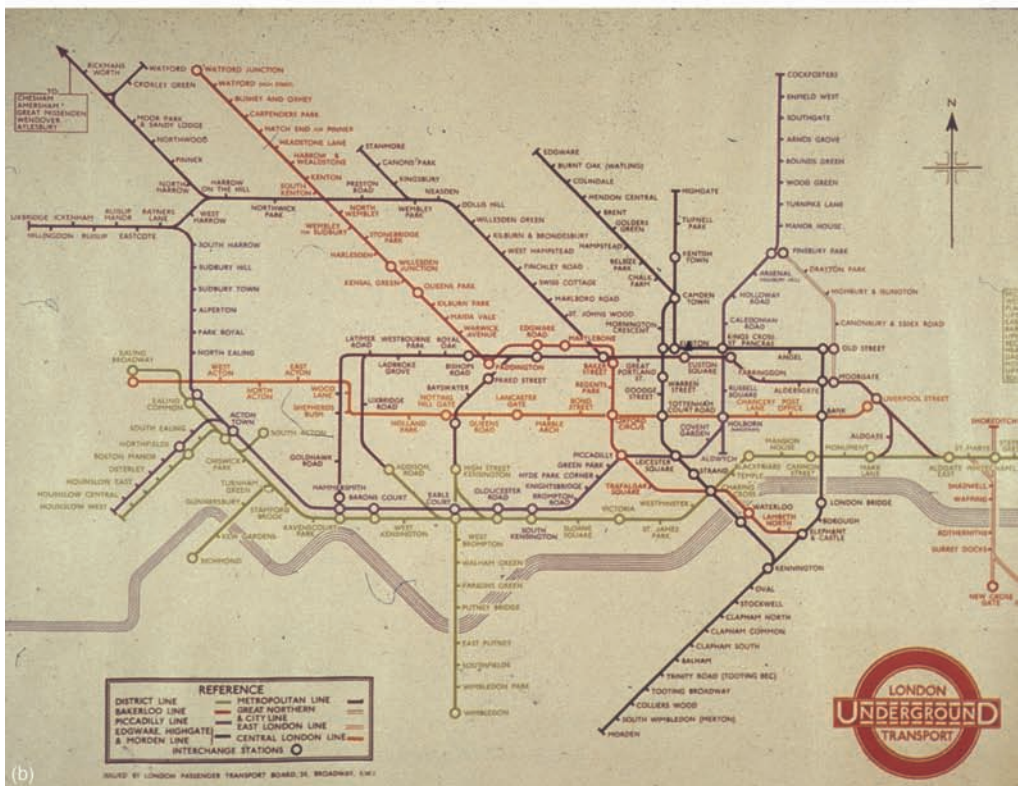 RICKMANS
WORTH
WATFORD
CROXLEY GREEN
WATFORD JUNCTION
WATFORD (HIGH STREET)
BUSHEY AND OXHEY
CARPENDERS PARK
HATCH END FOR PINNER
HEADSTONE LANE
HARROW &
WEALDSTONE
KENTON
SOUTH
KENTON
NORTH
WEMBLEY
WEMBLEY
FOR SUDBURY
STONEBRIDGE
PARK
HARLESDEN
WILLESDEN
JUNCTION
KENSAL GREEN
QUEENS PARK
KILBURN PARK
MAIDA VALE
WARWICK
AVENUE
PADDINGTON
EDGWARE
ROAD
MARYLEBONE
BAKER
STREET
REGENTS
PARK
TO
CHESHAM
AMERSHAM
GREAT MISSENDEN
WENDOVER
AYLESBURY
MOOR PARK
& SANDY LODGE
NORTHWOOD
PINNER
NORTH
HARROW
HARROW
ON THE HILL
WEST
HARROW
NORTHWICK
PARK
PRESTON
ROAD
WEMBLEY
PARK
STANMORE
CANONS PARK
KINGSBURY
NEASDEN
DOLLIS HILL
WILLESDEN GREEN
KILBURN & BRONDESBURY
WEST HAMPSTEAD
FINCHLEY ROAD
SWISS COTTAGE
MARLBORO ROAD
ST. JOHNS WOOD
EDGWARE
BURNT OAK (WATLING)
COLINDALE
HENDON CENTRAL
BRENT
GOLDERS
GREEN
HAMPSTEAD
BELSIZE
PARK
CHALK
FARM
HIGHGATE
TUFNELL
PARK
KENTISH
TOWN
CAMDEN
TOWN
MORNINGTON
CRESCENT
EUSTON
COCKFOSTERS
ENFIELD WEST
SOUTHGATE
ARNOS GROVE
BOUNDS GREEN
WOOD GREEN
TURNPIKE LANE
MANOR HOUSE
FINSBURY PARK
ARSENAL
HOLLOWAY
ROAD
CALEDONIAN
ROAD
KINGS CROSS
ST. PANCRAS
DRAYTON PARK
HIGHBURY & ISLINGTON
CANONBURY & ESSEX ROAD
OLD STREET
MOORGATE
N
UXBRIDGE
ICKENHAM
RUISLIP
MANOR
RAYNERS
LANE
HILLINGDON
RUISLIP
EASTCOTE
SOUTH HARROW
SUDBURY HILL
SUDBURY TOWN
ALPERTON
PARK ROYAL
NORTH EALING
EALING
BROADWAY
EALING
COMMON
WEST
ACTON
NORTH
ACTON
EAST
ACTON
WOOD
LANE
SHEPHERDS
BUSH
HOLLAND
PARK
NOTTING
HILL GATE
QUEENS
ROAD
LANCASTER
GATE
MARBLE
ARCH
BOND
STREET
OXFORD
CIRCUS
TOTTENHAM
COURT ROAD
HOLBORN
CHANCERY
LANE
POST
OFFICE
BANK
LIVERPOOL STREET
LATIMER
ROAD
LADBROKE
GROVE
WESTBOURNE
PARK
ROYAL
OAK
BISHOPS
ROAD
BAYSWATER
PRAED STREET
UXBRIDGE
ROAD
GOLDHAWK
ROAD
HAMMERSMITH
ADDISON
ROAD
HIGH STREET
KENSINGTON
GREAT
PORTLAND
ST.
EUSTON
SQUARE
WARREN
STREET
GOODGE
STREET
RUSSELL
SQUARE
FARRINGDON
ANGEL
ALDERSGATE
COVENT
GARDEN
ALDWYCH
LEICESTER
SQUARE
STRAND
SOUTH ACTON
ACTON
TOWN
SOUTH EALING
NORTHFIELDS
BOSTON MANOR
OSTERLEY
HOUNSLOW EAST
HOUNSLOW CENTRAL
HOUNSLOW WEST
CHISWICK
PARK
TURNHAM
GREEN
GUNNERSBURY
STAMFORD
BROOK
RAVENSCOURT
PARK
KEW GARDENS
RICHMOND
BARONS COURT
WEST
KENSINGTON
EARLS
COURT
GLOUCESTER
ROAD
SOUTH
KENSINGTON
BROMPTON
ROAD
KNIGHTSBRIDGE
HYDE PARK CORNER
GREEN PARK
PICCADILLY
SLOANE
SQUARE
VICTORIA
ST. JAMES
PARK
WESTMINSTER
TRAFALGAR
SQUARE
CHARING
CROSS
TEMPLE
BLACKFRIARS
MANSION
HOUSE
CANNON
STREET
MONUMENT
MARK
LANE
ALDGATE
ALDGATE
EAST
ST. MARYS
SHOREDITCH
SHADWELL
WAPPING
ROTHERHITHE
SURREY DOCKS
NEW CROSS
GATE
WATERLOO
LAMBETH
NORTH
ELEPHANT
& CASTLE
LONDON BRIDGE
BOROUGH
KENNINGTON
OVAL
STOCKWELL
CLAPHAM NORTH
CLAPHAM COMMON
CLAPHAM SOUTH
BALHAM
TRINITY ROAD (TOOTING BEC)
TOOTING BROADWAY
COLLIERS WOOD
SOUTH WIMBLEDON (MERTON)
MORDEN
WEST
BROMPTON
WALHAM GREEN
PARSONS GREEN
PUTNEY BRIDGE
EAST PUTNEY
SOUTHFIELDS
WIMBLEDON PARK
WIMBLEDON
REFERENCE
DISTRICT LINE
BAKERLOO LINE
PICCADILLY LINE
EDGWARE, HIGHGATE
& MORDEN LINE
METROPOLITAN LINE
GREAT NORTHERN
& CITY LINE
EAST LONDON LINE
CENTRAL LONDON LINE
INTERCHANGE STATIONS
ISSUED BY LONDON PASSENGER TRANSPORT BOARD, 55, BROADWAY, S.W.1
LONDON
UNDERGROUND
TRANSPORT
(b)